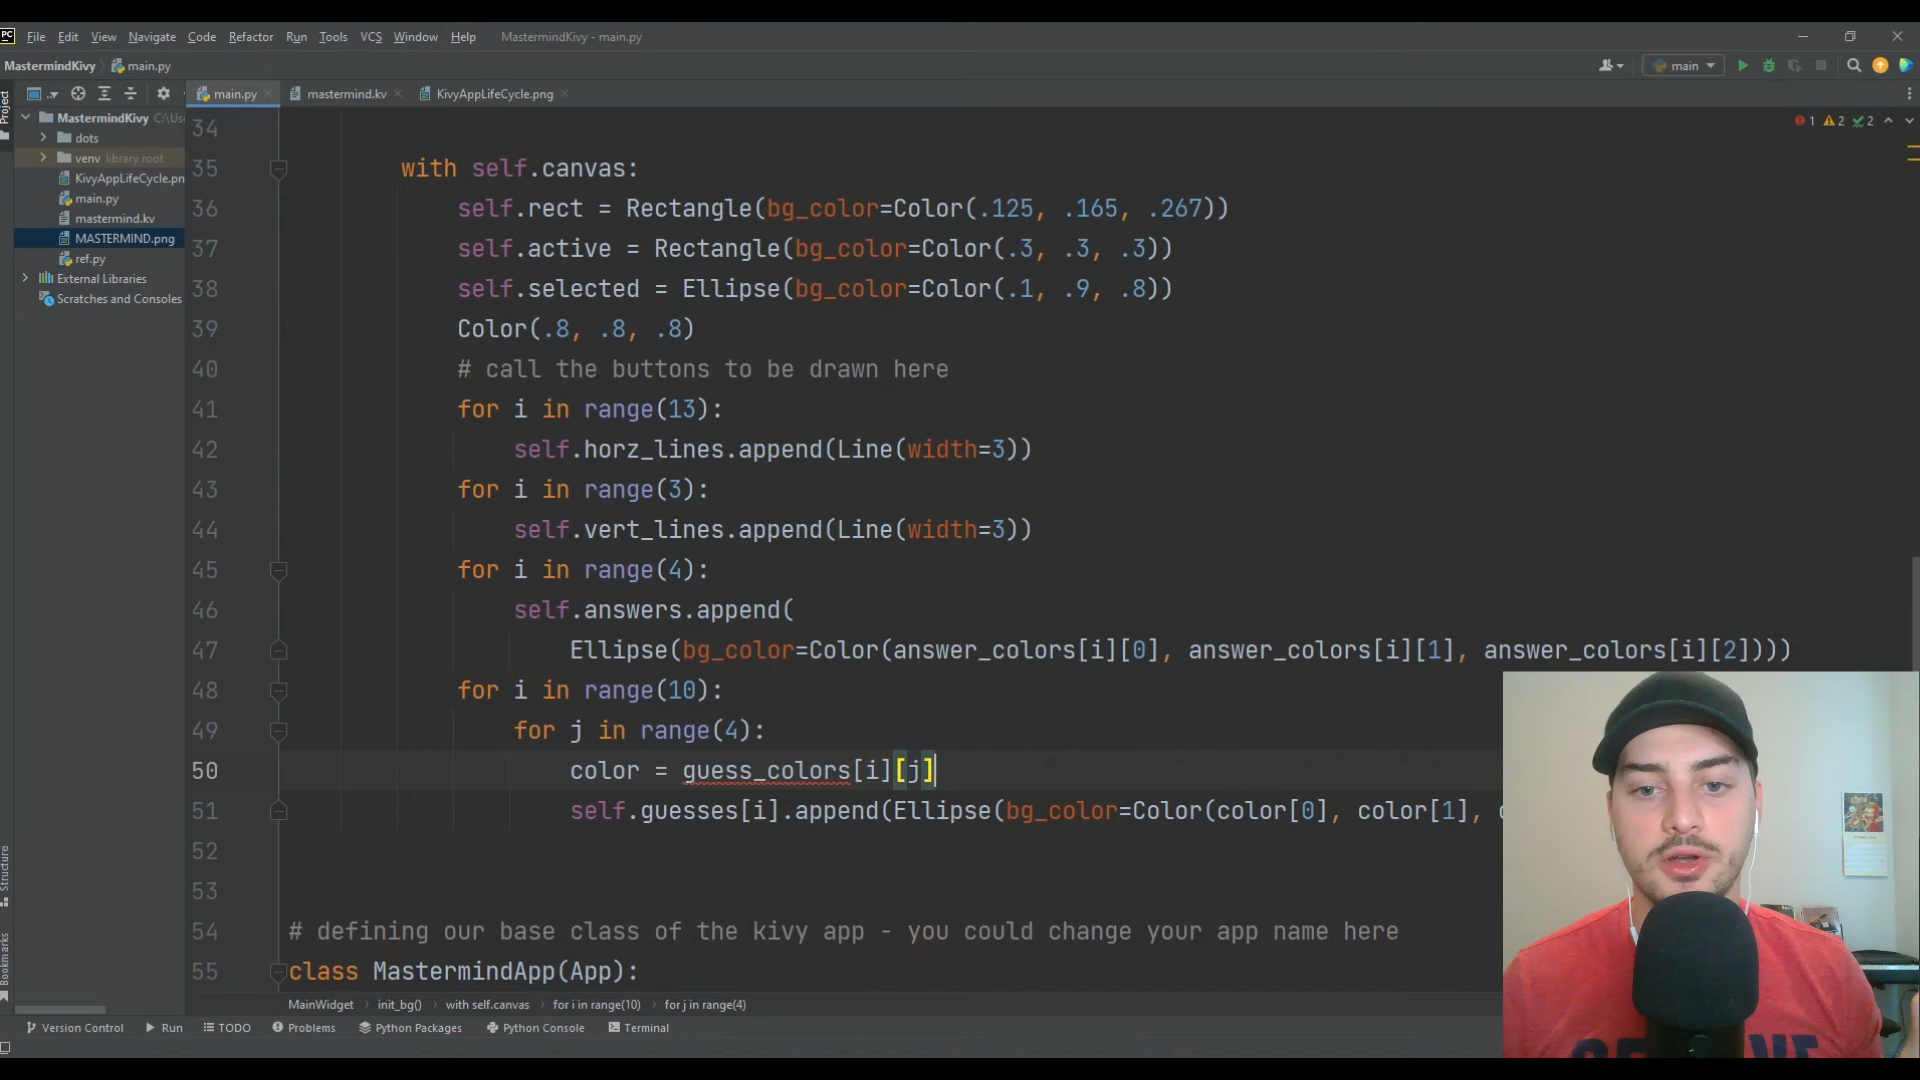 PC File Edit View Navigate Code Refactor Run Tools VCS Window Help MastermindKivy - main.py
MastermindKivy main.py main
Project main.py mastermind.kv KivyAppLifeCycle.png
MastermindKivy C:\Us
dots
venv library root
KivyAppLifeCycle.pn
main.py
mastermind.kv
MASTERMIND.png
ref.py
External Libraries
Scratches and Consoles
1 2 2
34
35 with self.canvas:
36 self.rect = Rectangle(bg_color=Color(.125, .165, .267))
37 self.active = Rectangle(bg_color=Color(.3, .3, .3))
38 self.selected = Ellipse(bg_color=Color(.1, .9, .8))
39 Color(.8, .8, .8)
40 # call the buttons to be drawn here
41 for i in range(13):
42 self.horz_lines.append(Line(width=3))
43 for i in range(3):
44 self.vert_lines.append(Line(width=3))
45 for i in range(4):
46 self.answers.append(
47 Ellipse(bg_color=Color(answer_colors[i][0], answer_colors[i][1], answer_colors[i][2])))
48 for i in range(10):
49 for j in range(4):
50 color = guess_colors[i][j]
51 self.guesses[i].append(Ellipse(bg_color=Color(color[0], color[1],
52
53
54 # defining our base class of the kivy app - you could change your app name here
55 class MastermindApp(App):
MainWidget init_bg() with self.canvas for i in range(10) for j in range(4)
Structure
Bookmarks
Version Control Run TODO Problems Python Packages Python Console Terminal